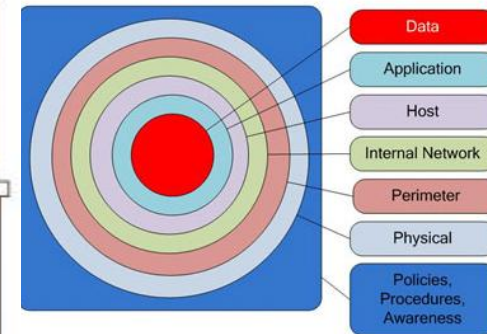 Data
Application
Host
Internal Network
Perimeter
Physical
Policies,
Procedures,
Awareness